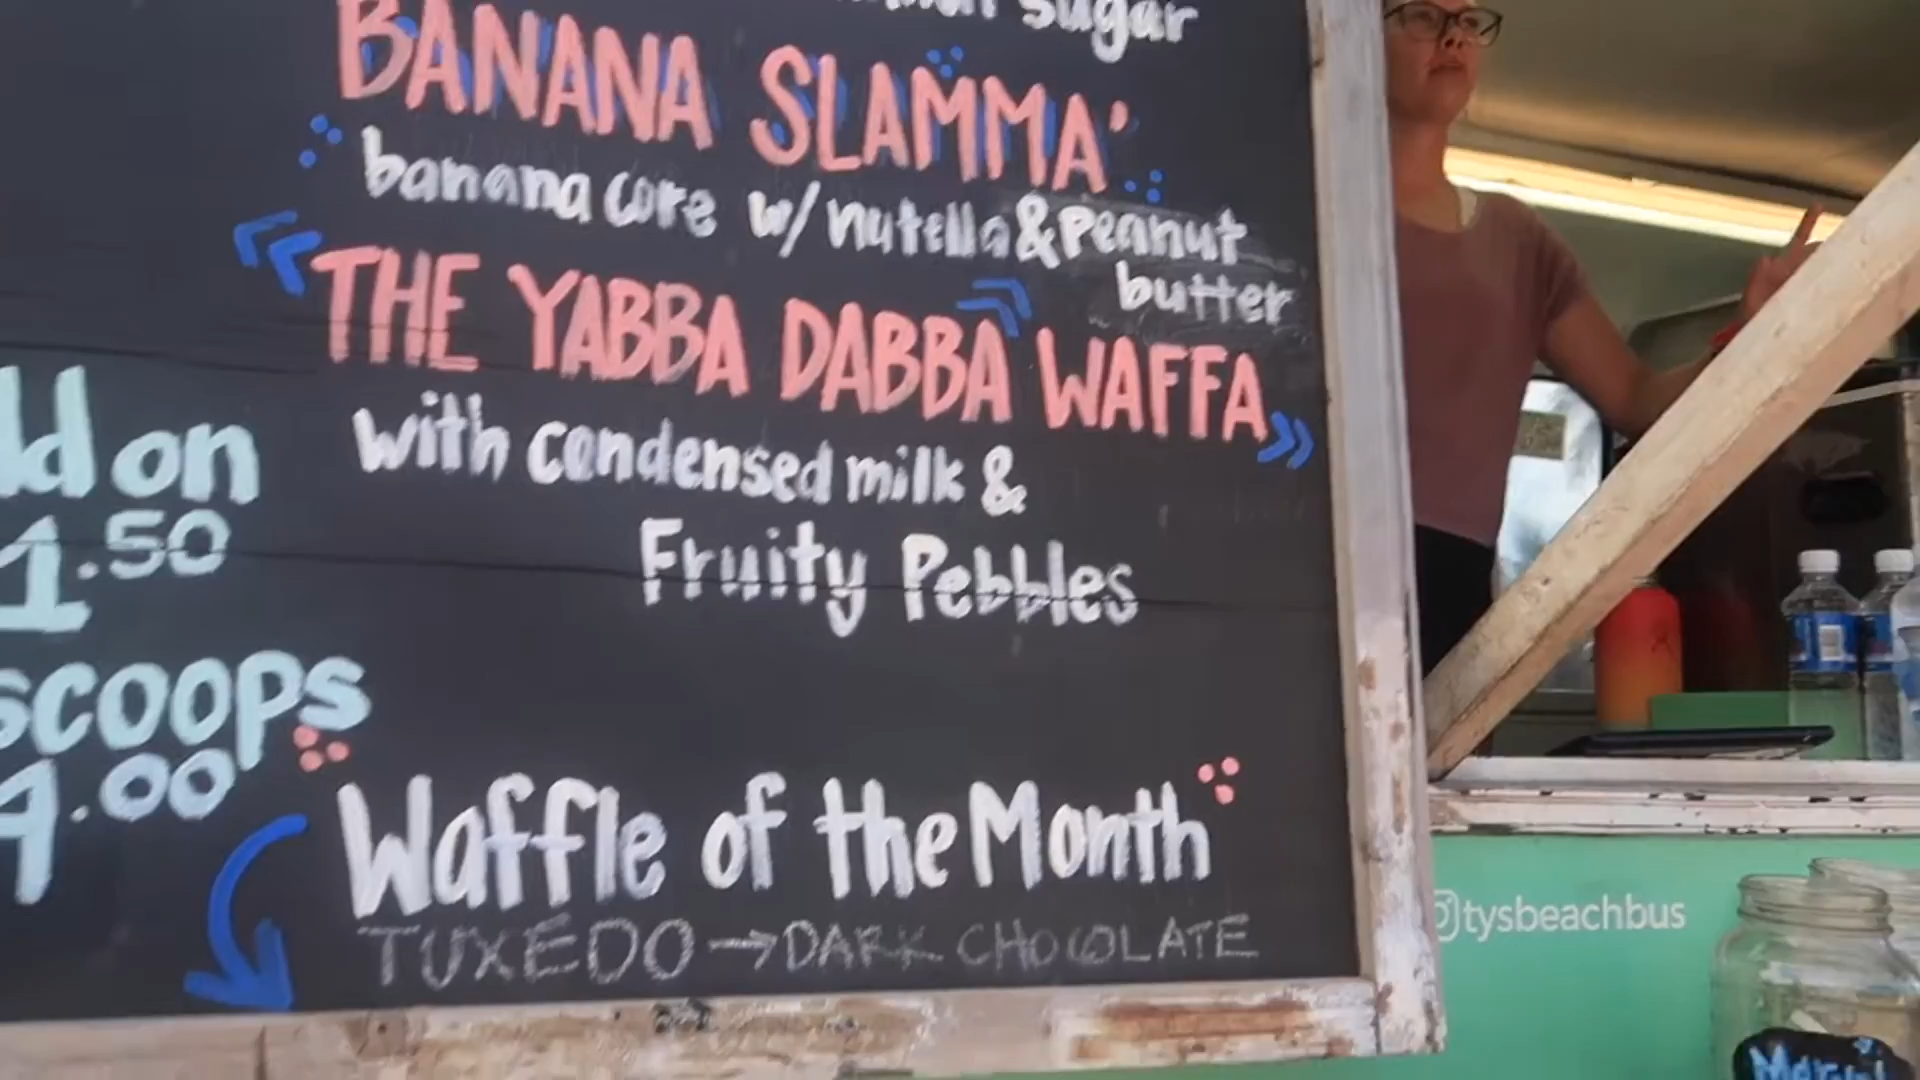 sugar
BANANA SLAMMA'
banana core w/ nutella & Peanut
butter
THE YABBA DABBA WAFFA
with condensed milk &
Fruity Pebbles
on
1.50
scoops
4.00
Waffle of the Month
TUXEDO → DARK CHOCOLATE
tysbeachbus